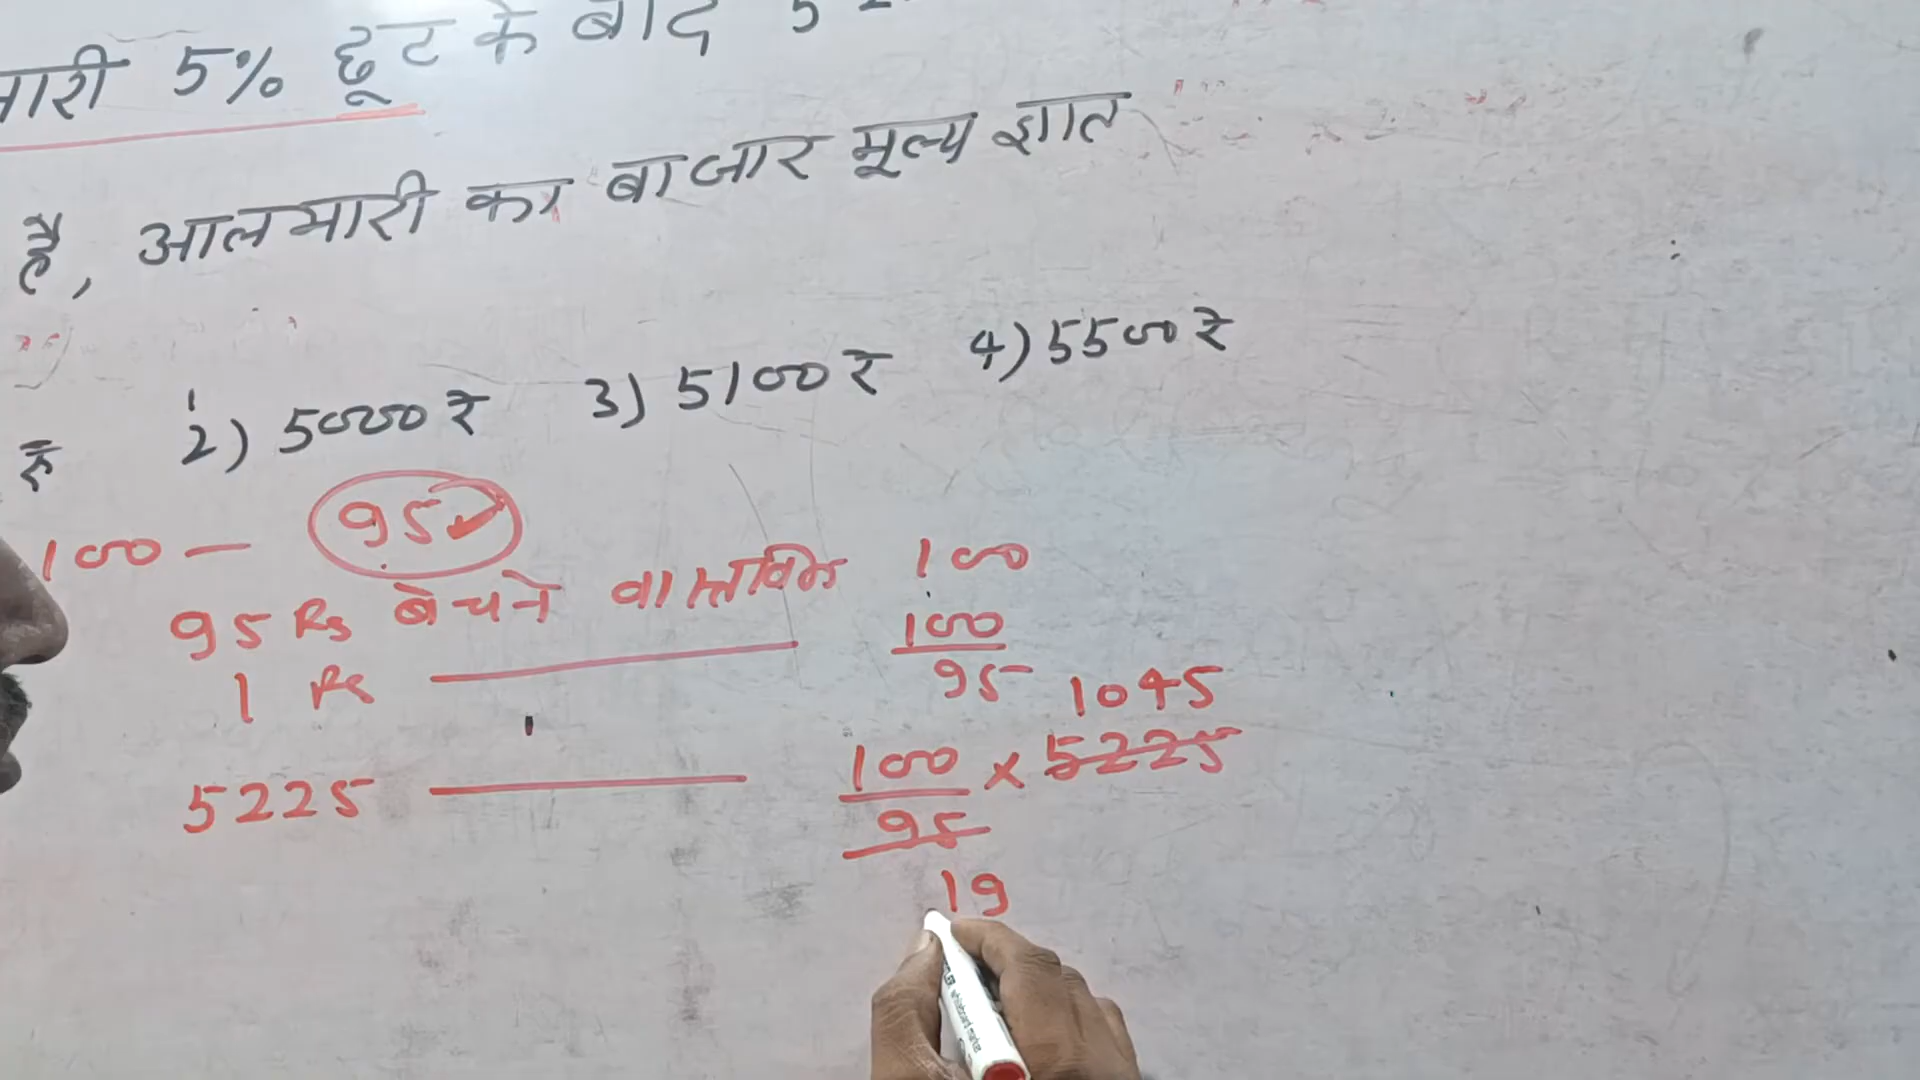 5% छूट के बाद 5
है, आलमारी का बाजार मूल्य ज्ञात
2) 5000 ₹ 3) 5100 ₹ 4) 5500 ₹
100 — 95
95 Rs बेचने वास्तविक 100
1 Rs — 100/95
1045
5225 — 100/95 × 5225
19